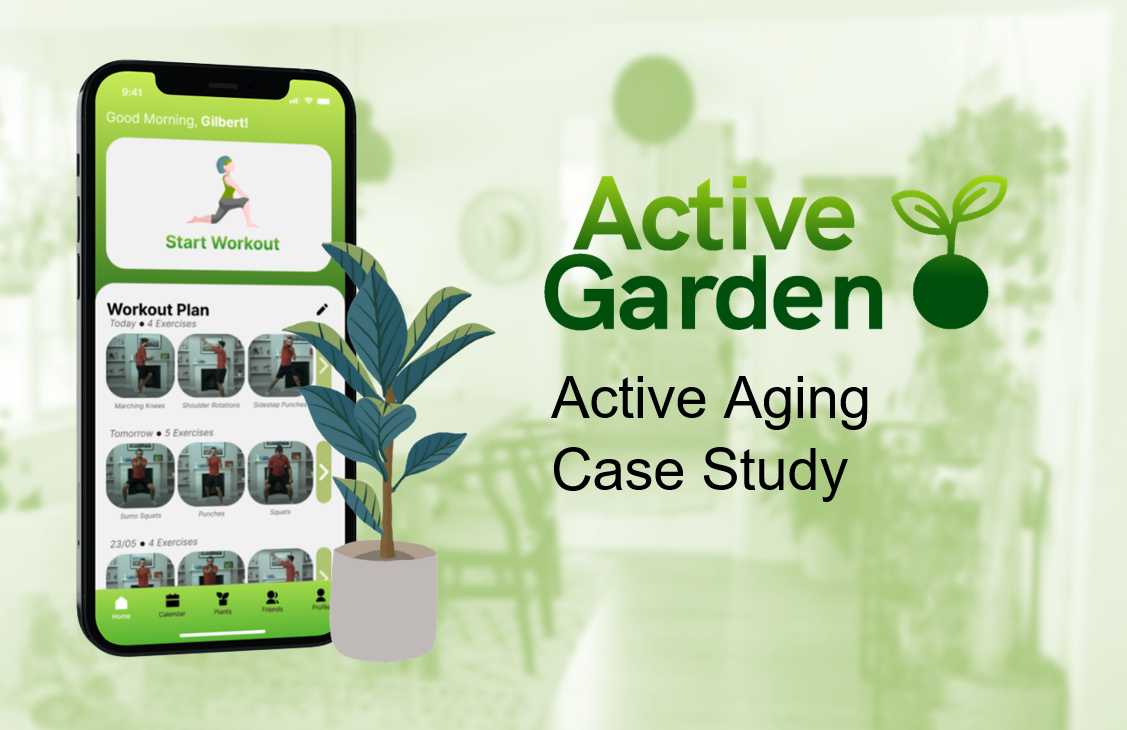 9:41
Good Morning, Gilbert!
Start Workout
Workout Plan
Today ● 4 Exercises
Marching Knees Shoulder Rotations Sidestep Punches
Tomorrow ● 5 Exercises
Sumo Squats Punches Squats
23/05 ● 4 Exercises
Home Calendar Plants Friends Profile
Active
Garden
Active Aging
Case Study